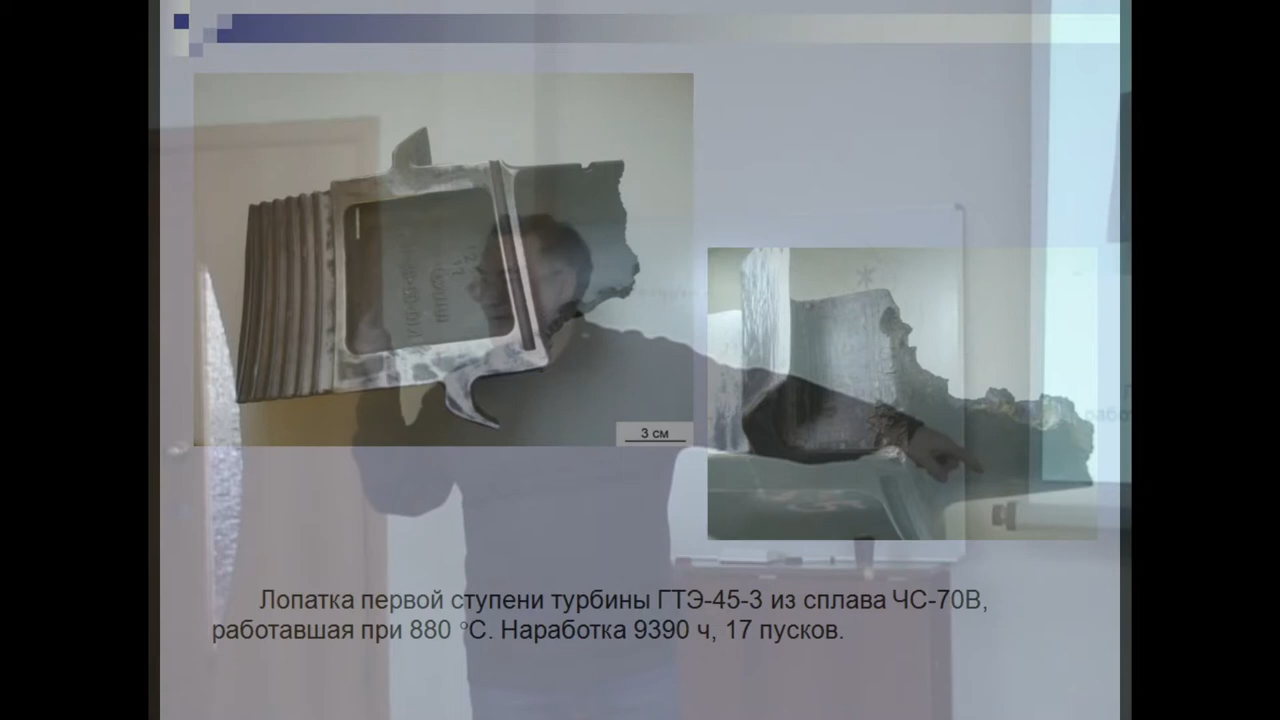 3 см
Лопатка первой ступени турбины ГТЭ-45-3 из сплава ЧС-70В,
работавшая при 880 °С. Наработка 9390 ч, 17 пусков.